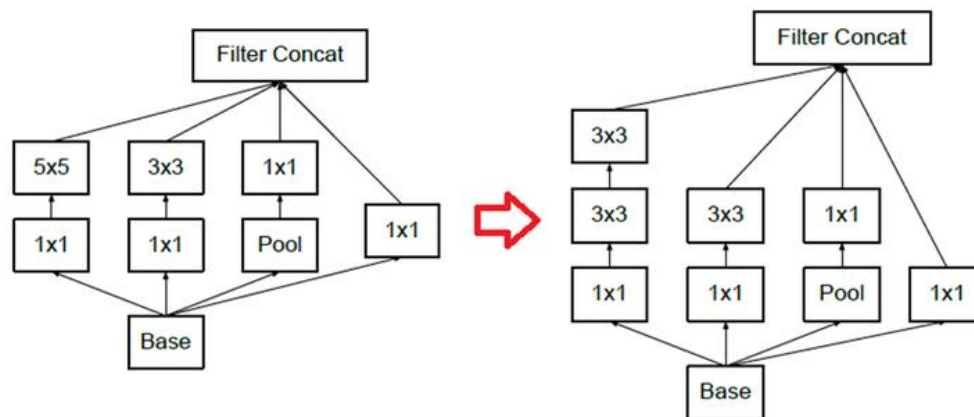 Filter Concat
5x5
3x3
1x1
1x1
1x1
Pool
1x1
Base
Filter Concat
3x3
3x3
3x3
1x1
1x1
1x1
Pool
1x1
Base